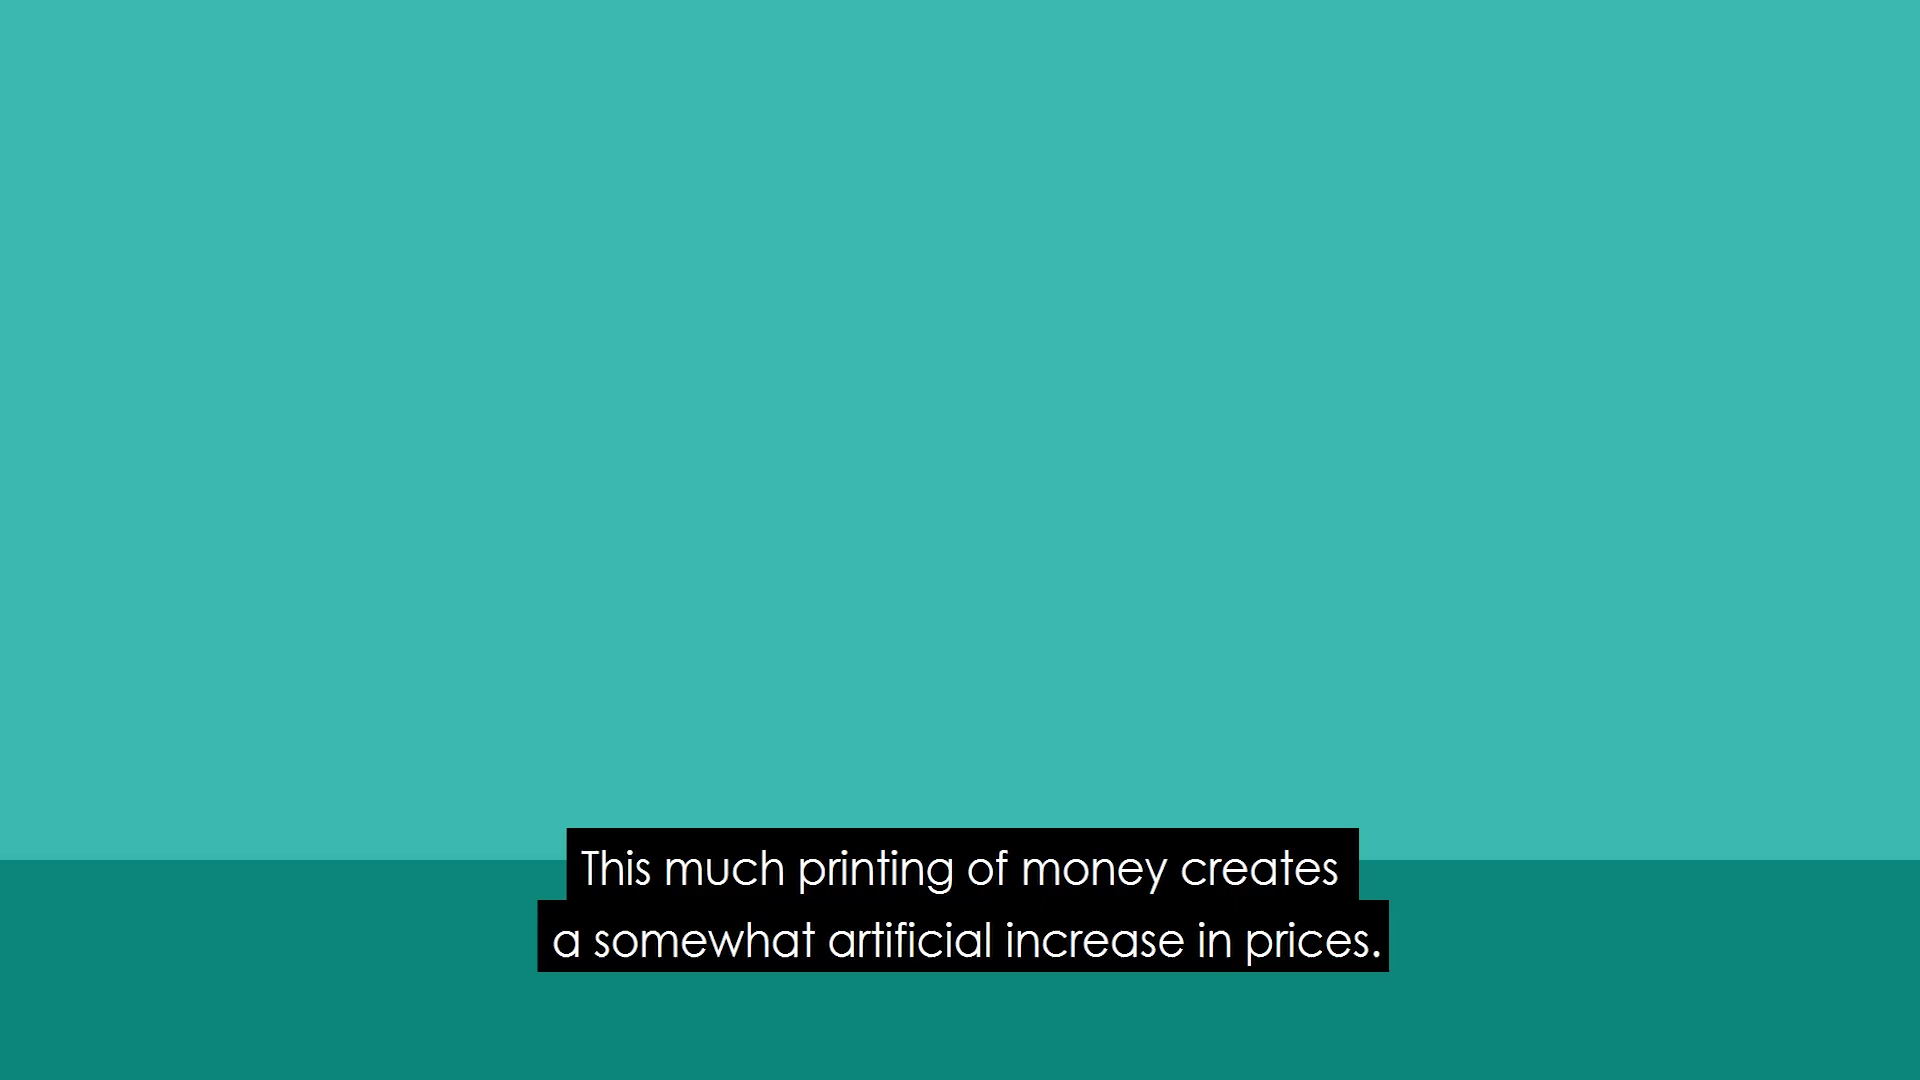 This much printing of money creates
a somewhat artificial increase in prices.